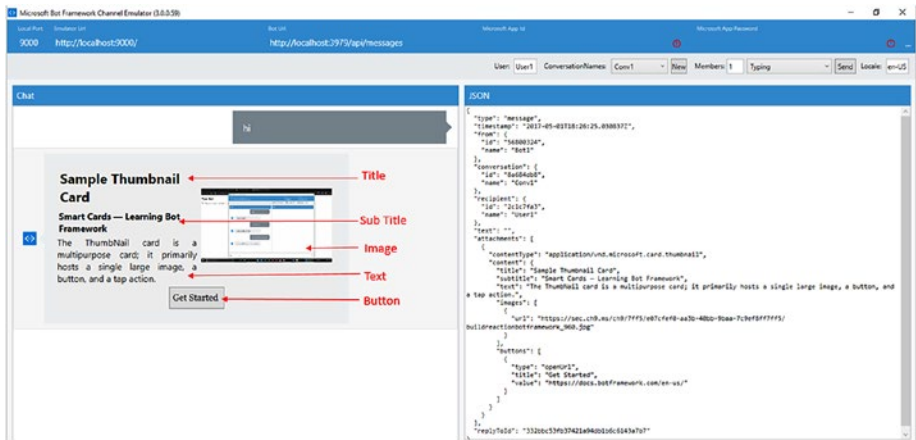 Microsoft Bot Framework Channel Emulator (3.0.0.59)
Local Port Emulator Url Bot Url Microsoft App Id Microsoft App Password
9000 http://localhost:9000/ http://localhost:3979/api/messages
User: User1 ConversationNames: Conv1 New Members: 1 Typing Send Locale: en-US
Chat
hi
Sample Thumbnail
Card
Smart Cards — Learning Bot
Framework
The ThumbNail card is a
multipurpose card; it primarily
hosts a single large image, a
button, and a tap action.
Get Started
Title
Sub Title
Image
Text
Button
JSON
{
"type": "message",
"timestamp": "2017-05-01T18:26:25.030637Z",
"from": {
"id": "56800324",
"name": "Bot1"
},
"conversation": {
"id": "8a684db8",
"name": "Conv1"
},
"recipient": {
"id": "2c1c7fa3",
"name": "User1"
},
"text": "",
"attachments": [
{
"contentType": "application/vnd.microsoft.card.thumbnail",
"content": {
"title": "Sample Thumbnail Card",
"subtitle": "Smart Cards — Learning Bot Framework",
"text": "The ThumbNail card is a multipurpose card; it primarily hosts a single large image, a button, and
a tap action.",
"images": [
{
"url": "https://sec.ch9.ms/ch9/7ff5/e07cfef0-aa3b-40bb-9baa-7c9ef8ff7ff5/
buildreactionbotframework_960.jpg"
}
],
"buttons": [
{
"type": "openUrl",
"title": "Get Started",
"value": "https://docs.botframework.com/en-us/"
}
]
}
}
],
"replyToId": "332bbc53fb37421a94db1b6c6143a7b7"